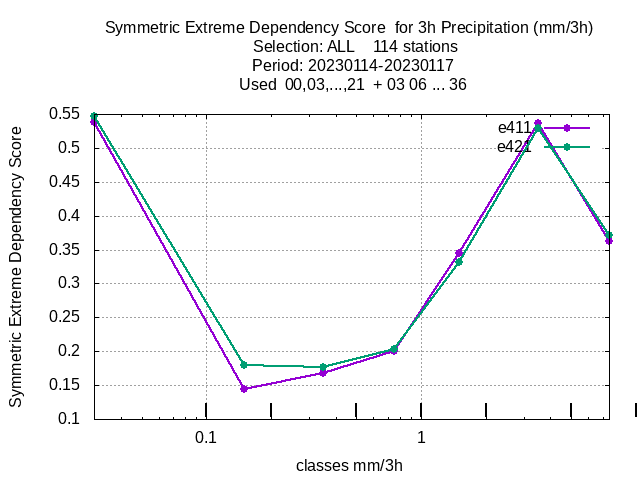 Symmetric Extreme Dependency Score  for 3h Precipitation (mm/3h)
Selection: ALL    114 stations
Period: 20230114-20230117
Used  00,03,...,21  + 03 06 ... 36
Symmetric Extreme Dependency Score
0.55
0.5
0.45
0.4
0.35
0.3
0.25
0.2
0.15
0.1
e411
e421
0.1
1
classes mm/3h